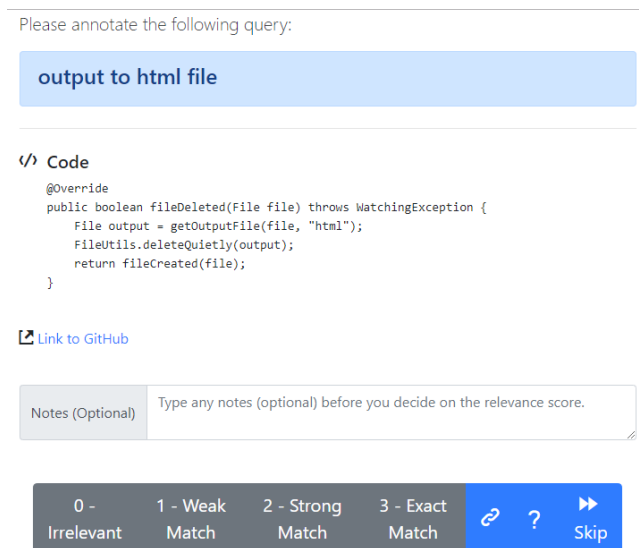 Please annotate the following query:
output to html file
</> Code
@Override
public boolean fileDeleted(File file) throws WatchingException {
    File output = getOutputFile(file, "html");
    FileUtils.deleteQuietly(output);
    return fileCreated(file);
}
Link to GitHub
Notes (Optional)
Type any notes (optional) before you decide on the relevance score.
0 -
Irrelevant
1 - Weak
Match
2 - Strong
Match
3 - Exact
Match
?
Skip